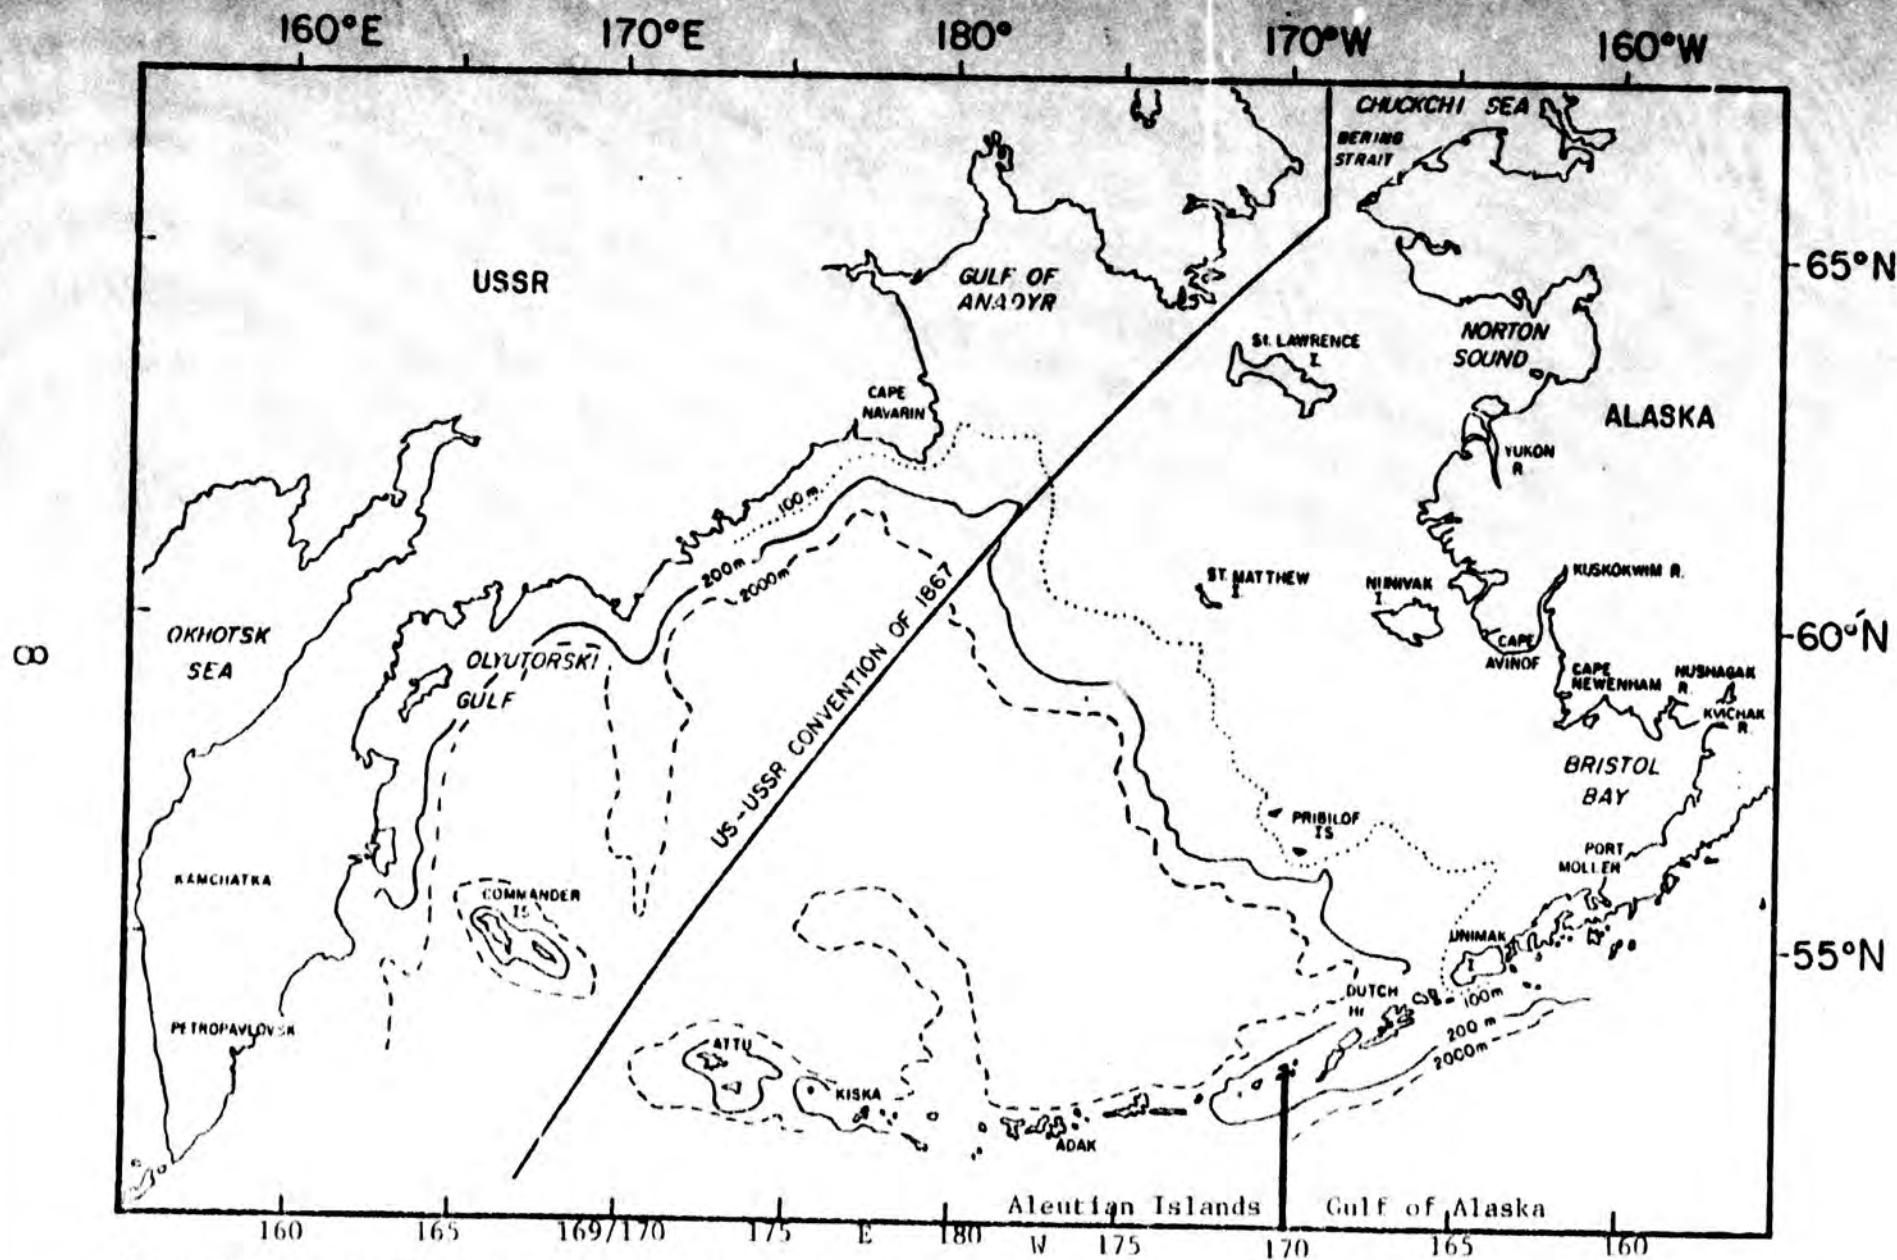 160°E 170°E 180° 170°W 160°W
CHUCKCHI SEA
BERING
STRAIT
65°N
USSR
GULF OF
ANADYR
NORTON
SOUND
ST. LAWRENCE
I.
CAPE
NAVARIN
ALASKA
YUKON
R.
100m
200m
2000m
ST. MATTHEW
I.
NUNIVAK
I
KUSKOKWIM R.
60°N
8
OKHOTSK
SEA
OLYUTORSKI
GULF
CAPE
AVINOF
CAPE
NEWENHAM
NUSHAGAK
R.
KVICHAK
R.
US-USSR CONVENTION OF 1867
BRISTOL
BAY
PRIBILOF
IS
PORT
MOLLER
KAMCHATKA
COMMANDER
IS
UNIMAK
I
55°N
DUTCH
Hr
100m
200 m
2000m
PETROPAVLOVSK
ATTU
KISKA
ADAK
Aleutian Islands Gulf of Alaska
160 165 169/170 175 E 180 W 175 170 165 160